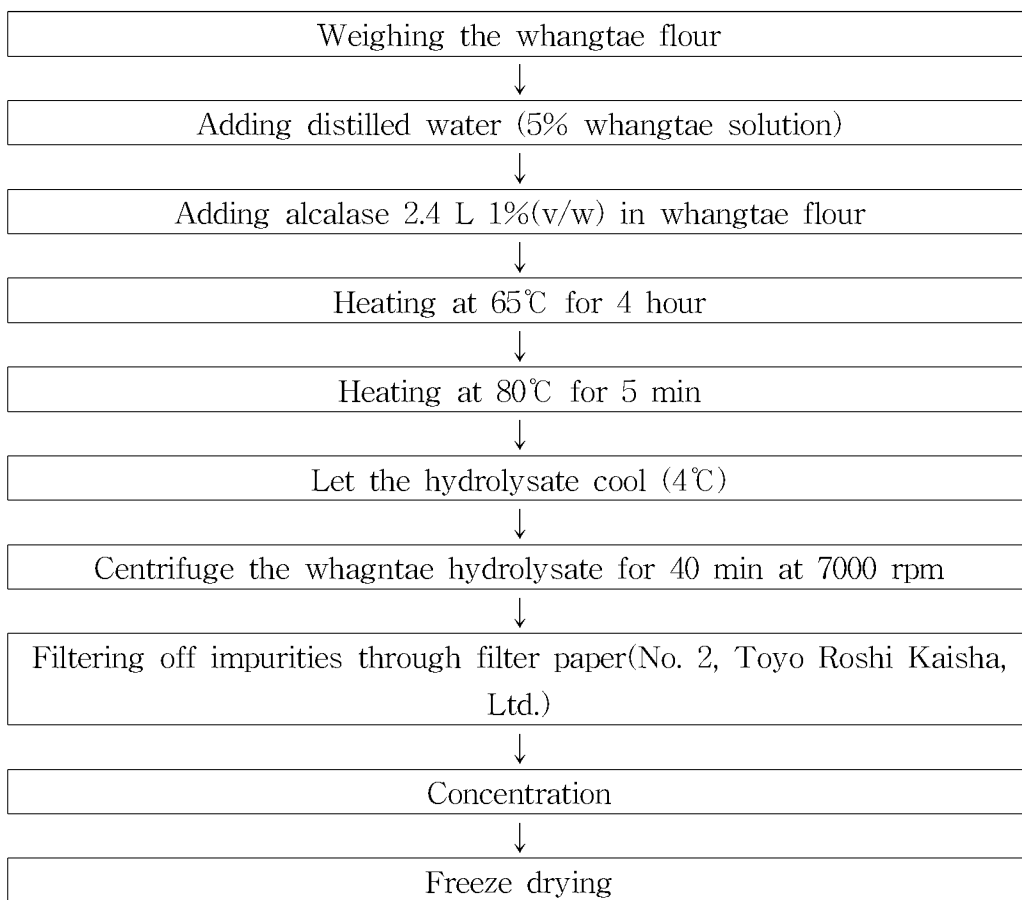 Weighing the whangtae flour
↓
Adding distilled water (5% whangtae solution)
↓
Adding alcalase 2.4 L 1%(v/w) in whangtae flour
↓
Heating at 65℃ for 4 hour
↓
Heating at 80℃ for 5 min
↓
Let the hydrolysate cool (4℃)
↓
Centrifuge the whagntae hydrolysate for 40 min at 7000 rpm
↓
Filtering off impurities through filter paper(No. 2, Toyo Roshi Kaisha,
Ltd.)
↓
Concentration
↓
Freeze drying